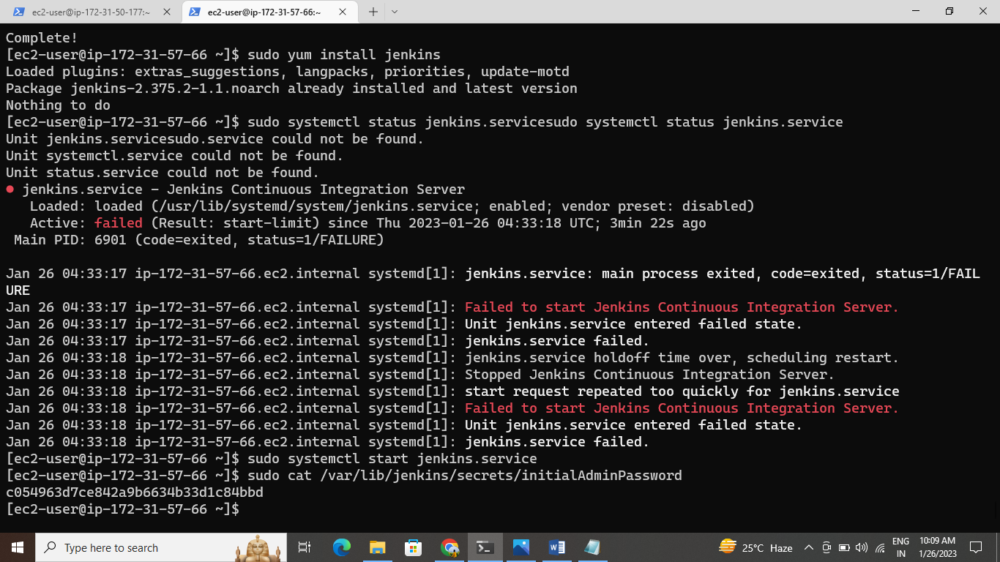 ec2-user@ip-172-31-50-177:~
ec2-user@ip-172-31-57-66:~
Complete!
[ec2-user@ip-172-31-57-66 ~]$ sudo yum install jenkins
Loaded plugins: extras_suggestions, langpacks, priorities, update-motd
Package jenkins-2.375.2-1.1.noarch already installed and latest version
Nothing to do
[ec2-user@ip-172-31-57-66 ~]$ sudo systemctl status jenkins.servicesudo systemctl status jenkins.service
Unit jenkins.servicesudo.service could not be found.
Unit systemctl.service could not be found.
Unit status.service could not be found.
● jenkins.service - Jenkins Continuous Integration Server
Loaded: loaded (/usr/lib/systemd/system/jenkins.service; enabled; vendor preset: disabled)
Active: failed (Result: start-limit) since Thu 2023-01-26 04:33:18 UTC; 3min 22s ago
Main PID: 6901 (code=exited, status=1/FAILURE)
Jan 26 04:33:17 ip-172-31-57-66.ec2.internal systemd[1]: jenkins.service: main process exited, code=exited, status=1/FAIL
URE
Jan 26 04:33:17 ip-172-31-57-66.ec2.internal systemd[1]: Failed to start Jenkins Continuous Integration Server.
Jan 26 04:33:17 ip-172-31-57-66.ec2.internal systemd[1]: Unit jenkins.service entered failed state.
Jan 26 04:33:17 ip-172-31-57-66.ec2.internal systemd[1]: jenkins.service failed.
Jan 26 04:33:18 ip-172-31-57-66.ec2.internal systemd[1]: jenkins.service holdoff time over, scheduling restart.
Jan 26 04:33:18 ip-172-31-57-66.ec2.internal systemd[1]: Stopped Jenkins Continuous Integration Server.
Jan 26 04:33:18 ip-172-31-57-66.ec2.internal systemd[1]: start request repeated too quickly for jenkins.service
Jan 26 04:33:18 ip-172-31-57-66.ec2.internal systemd[1]: Failed to start Jenkins Continuous Integration Server.
Jan 26 04:33:18 ip-172-31-57-66.ec2.internal systemd[1]: Unit jenkins.service entered failed state.
Jan 26 04:33:18 ip-172-31-57-66.ec2.internal systemd[1]: jenkins.service failed.
[ec2-user@ip-172-31-57-66 ~]$ sudo systemctl start jenkins.service
[ec2-user@ip-172-31-57-66 ~]$ sudo cat /var/lib/jenkins/secrets/initialAdminPassword
c054963d7ce842a9b6634b33d1c84bbd
[ec2-user@ip-172-31-57-66 ~]$
Type here to search
25°C Haze
ENG
IN
10:09 AM
1/26/2023